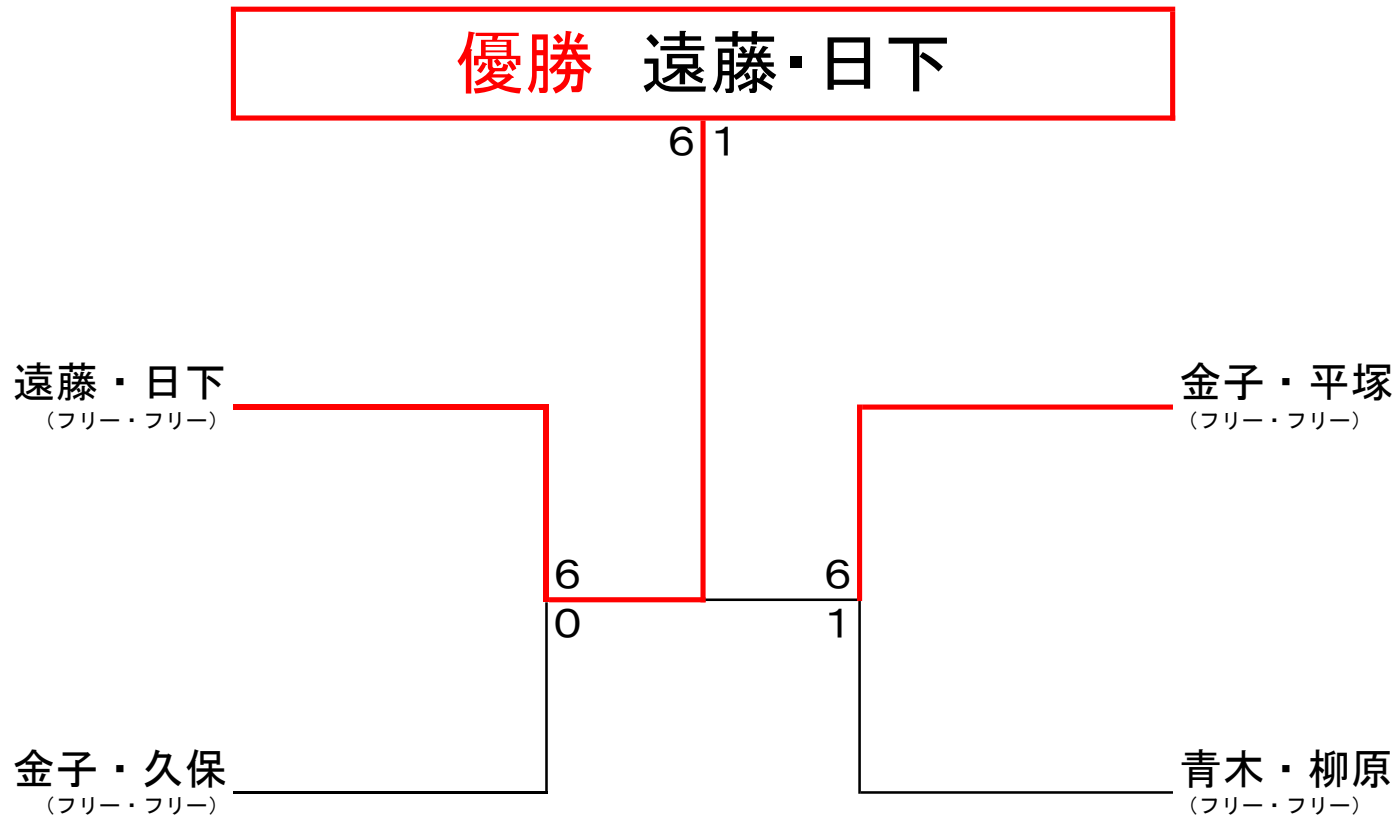 優勝　遠藤・日下
６ １
遠藤・日下
（フリー・フリー）
金子・平塚
（フリー・フリー）
６
０
６
１
金子・久保
（フリー・フリー）
青木・柳原
（フリー・フリー）